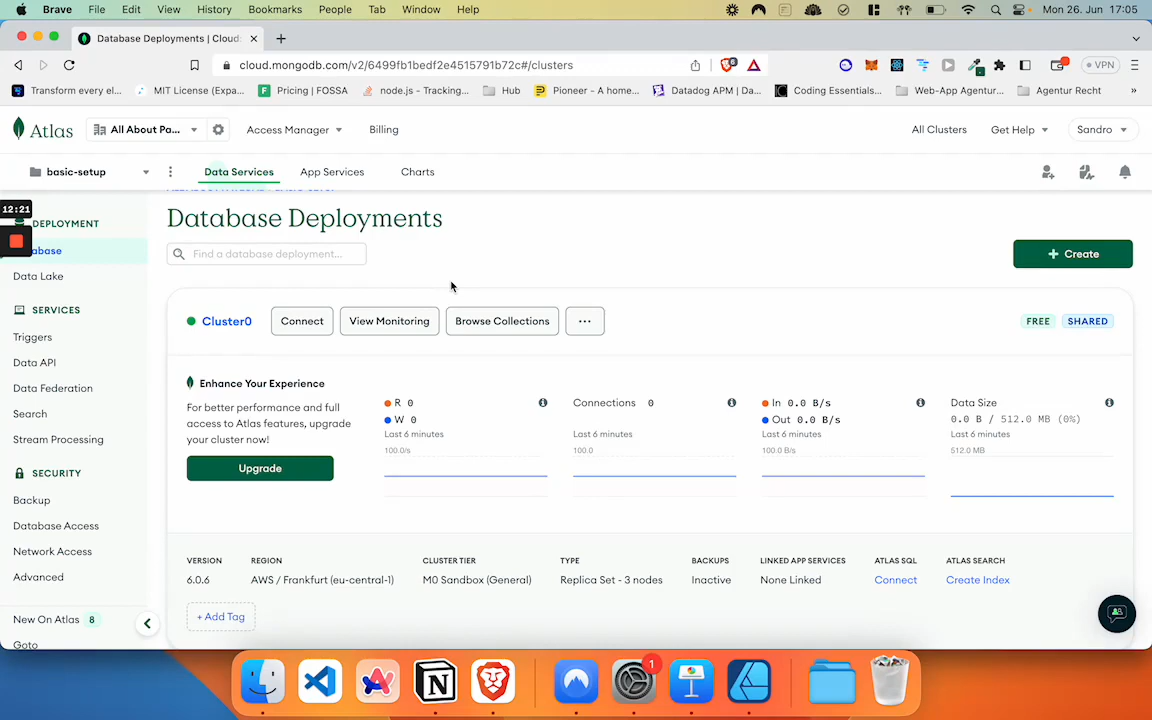 Brave File Edit View History Bookmarks People Tab Window Help Mon 26. Jun 17:05
Database Deployments | Cloud:
cloud.mongodb.com/v2/6499fb1bedf2e4515791b72c#/clusters
6
VPN
Transform every el... MIT License (Expa... Pricing | FOSSA node.js - Tracking... Hub Pioneer - A home... Datadog APM | Da... Coding Essentials... Web-App Agentur... Agentur Recht »
Atlas All About Pa... Access Manager Billing All Clusters Get Help Sandro
basic-setup Data Services App Services Charts
12:21
DEPLOYMENT
abase
Data Lake
SERVICES
Triggers
Data API
Data Federation
Search
Stream Processing
SECURITY
Backup
Database Access
Network Access
Advanced
New On Atlas 8
Goto
Database Deployments
Find a database deployment...
+ Create
Cluster0 Connect View Monitoring Browse Collections ... FREE SHARED
Enhance Your Experience
For better performance and full
access to Atlas features, upgrade
your cluster now!
Upgrade
R 0
W 0
Last 6 minutes
100.0/s
Connections 0
Last 6 minutes
100.0
In 0.0 B/s
Out 0.0 B/s
Last 6 minutes
100.0 B/s
Data Size
0.0 B / 512.0 MB (0%)
Last 6 minutes
512.0 MB
VERSION REGION CLUSTER TIER TYPE BACKUPS LINKED APP SERVICES ATLAS SQL ATLAS SEARCH
6.0.6 AWS / Frankfurt (eu-central-1) M0 Sandbox (General) Replica Set - 3 nodes Inactive None Linked Connect Create Index
+ Add Tag
1